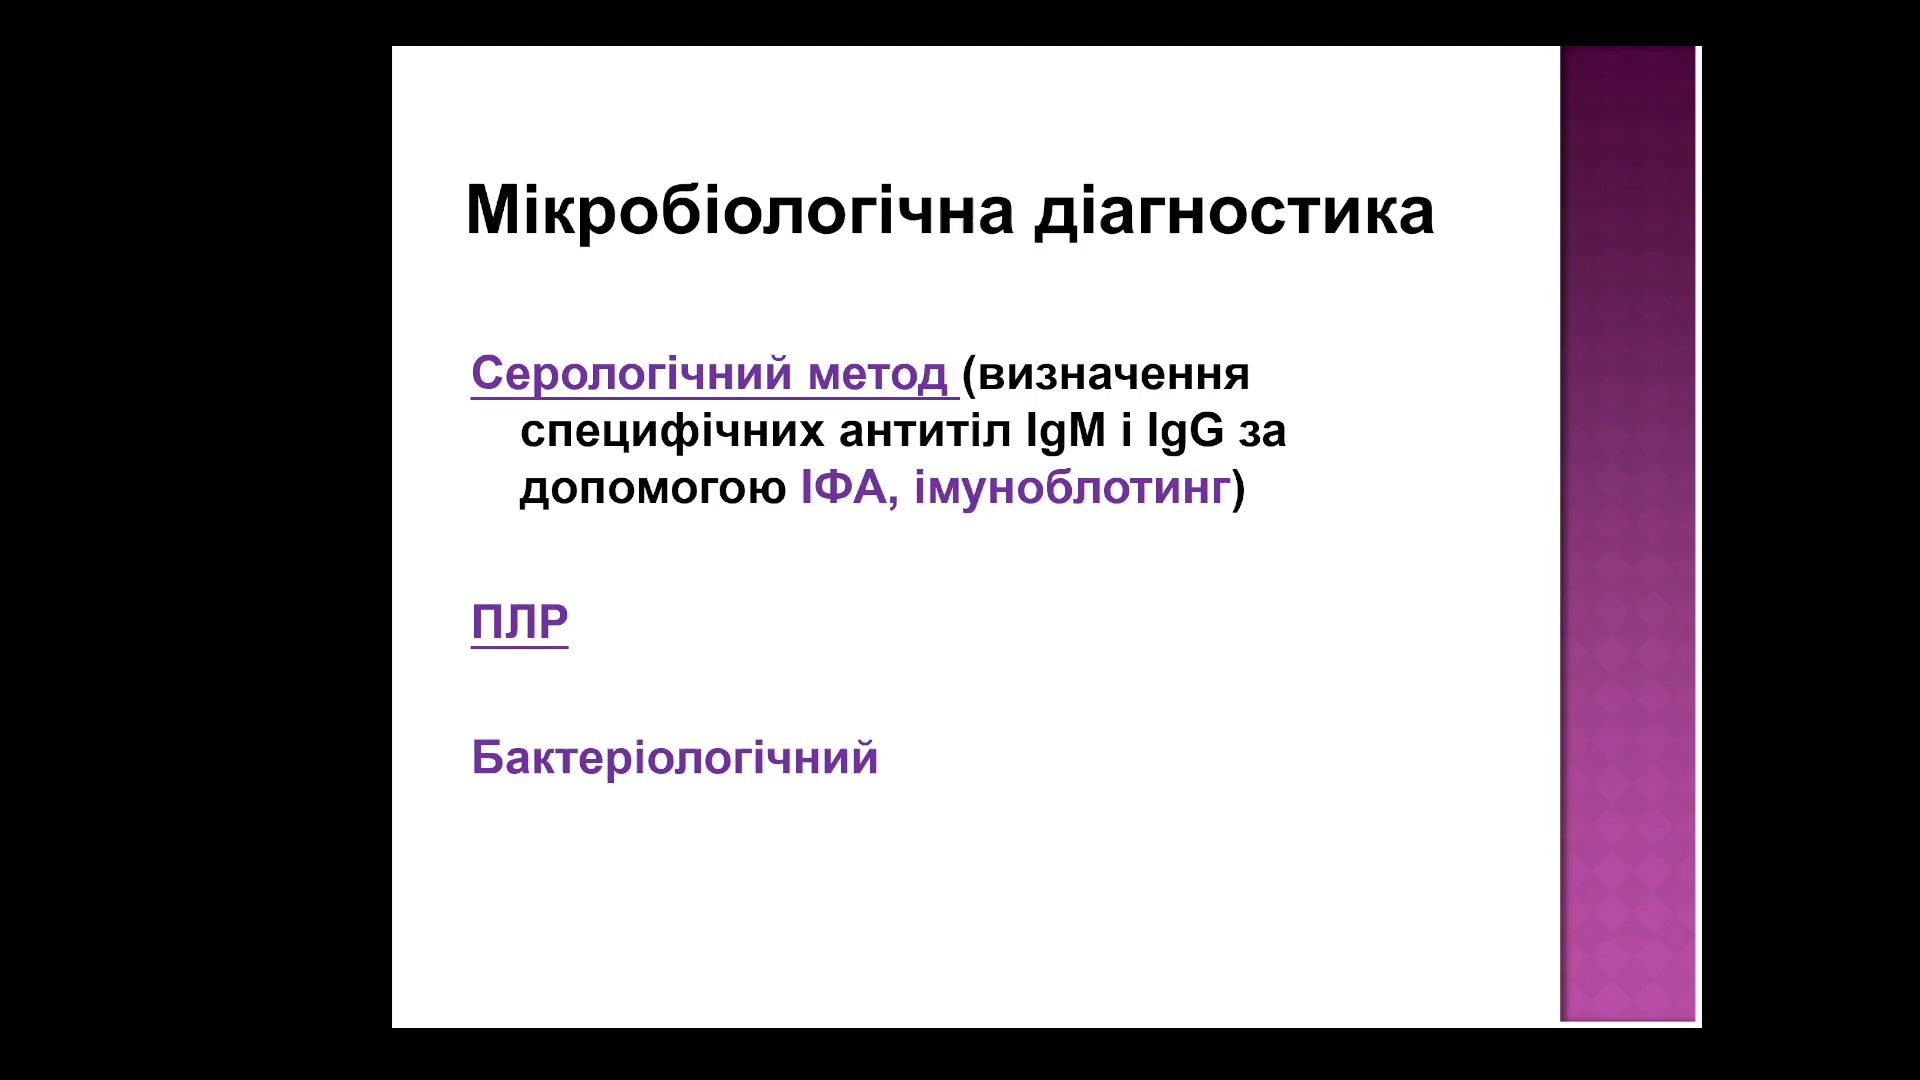 Мікробіологічна діагностика
Серологічний метод (визначення
специфічних антитіл IgM і IgG за
допомогою ІФА, імуноблотинг)
ПЛР
Бактеріологічний